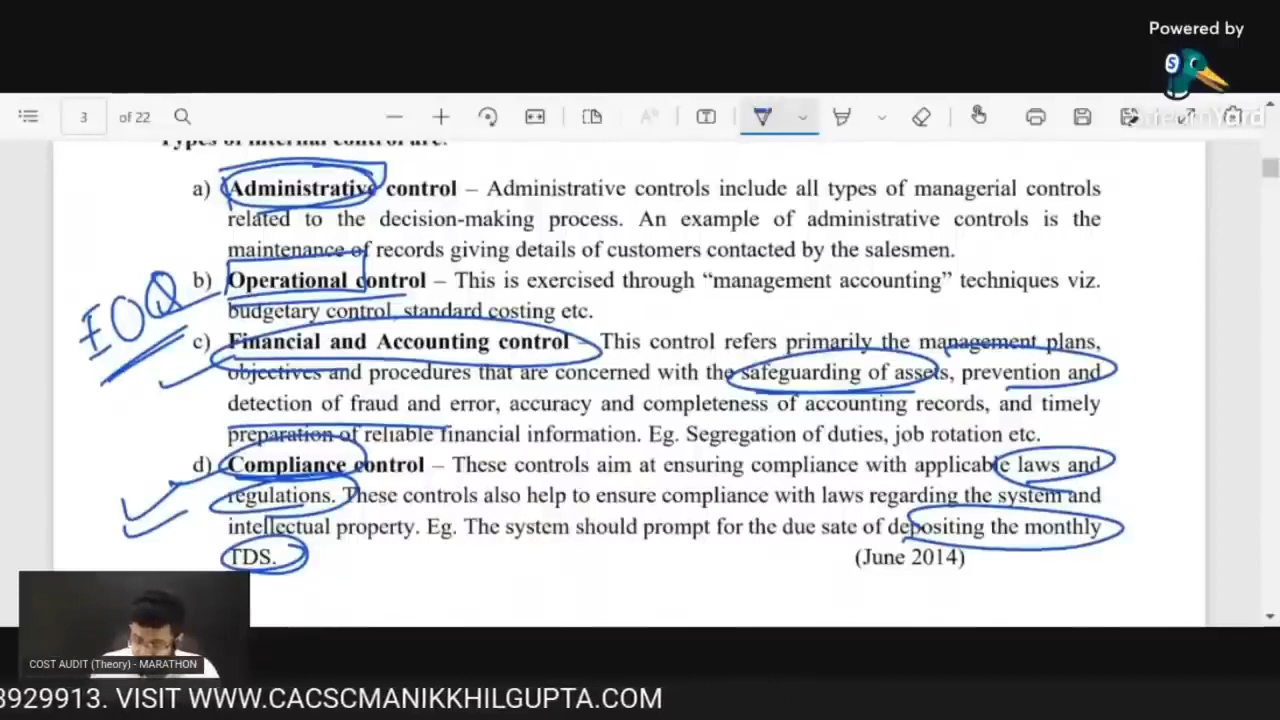 Powered by
S
StreamYard
3 of 22
Types of internal control are:
a) Administrative control – Administrative controls include all types of managerial controls
related to the decision-making process. An example of administrative controls is the
maintenance of records giving details of customers contacted by the salesmen.
b) Operational control – This is exercised through “management accounting” techniques viz.
budgetary control, standard costing etc.
EOQ
c) Financial and Accounting control – This control refers primarily the management plans,
objectives and procedures that are concerned with the safeguarding of assets, prevention and
detection of fraud and error, accuracy and completeness of accounting records, and timely
preparation of reliable financial information. Eg. Segregation of duties, job rotation etc.
d) Compliance control – These controls aim at ensuring compliance with applicable laws and
regulations. These controls also help to ensure compliance with laws regarding the system and
intellectual property. Eg. The system should prompt for the due sate of depositing the monthly
TDS. (June 2014)
COST AUDIT (Theory) - MARATHON
3929913. VISIT WWW.CACSCMANIKKHILGUPTA.COM